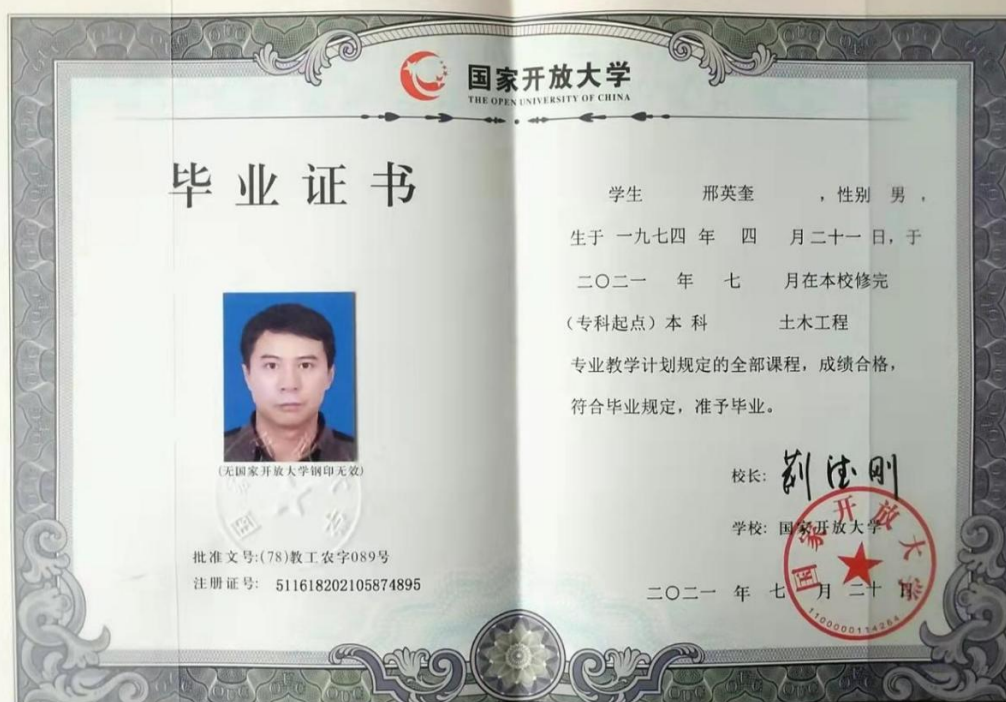 国家开放大学
THE OPEN UNIVERSITY OF CHINA
毕业证书
(无国家开放大学钢印无效)
批准文号:(78)教工农字089号
注册证号: 511618202105874895
学生 邢英奎 ，性别 男 ，
生于 一九七四 年 四 月二十一日，于
二〇二一 年 七 月在本校修完
（专科起点）本科 土木工程
专业教学计划规定的全部课程，成绩合格，
符合毕业规定，准予毕业。
校长:
学校: 国家开放大学
二〇二一 年 七 月 二十 日
国家开放大学